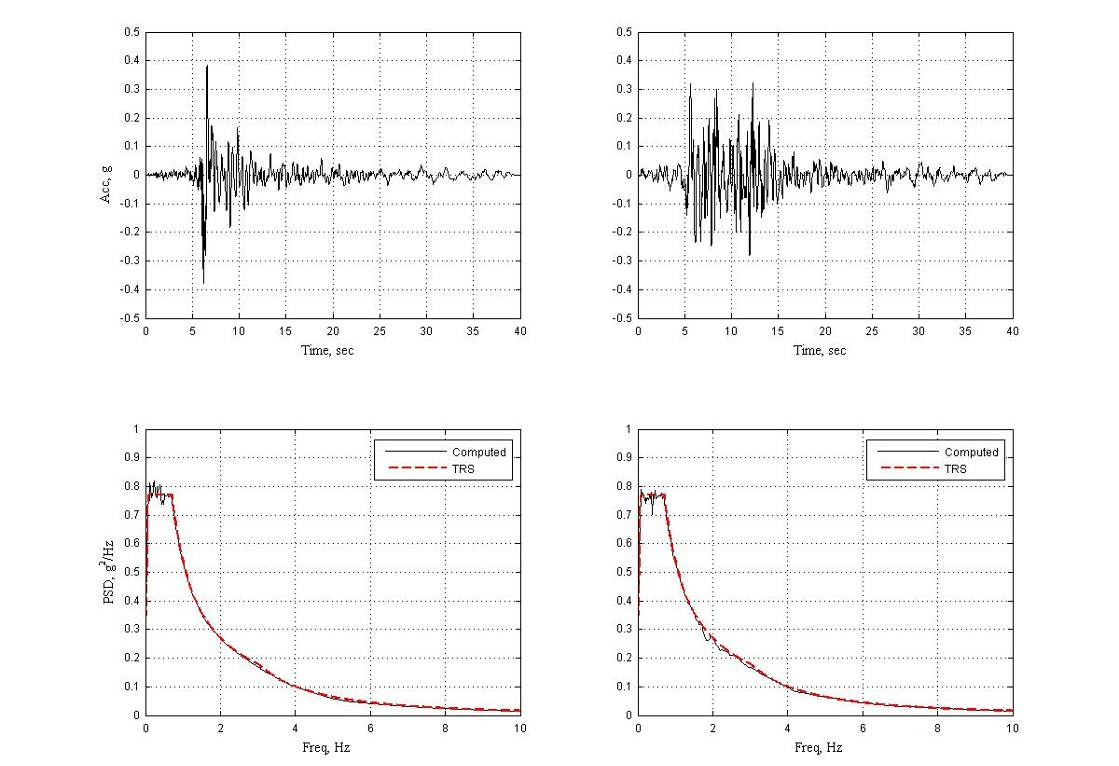 0.5 0.5
0.4 0.4
0.3 0.3
0.2 0.2
0.1 0.1
Acc, g 0 0
-0.1 -0.1
-0.2 -0.2
-0.3 -0.3
-0.4 -0.4
-0.5 -0.5
0 5 10 15 20 25 30 35 40 0 5 10 15 20 25 30 35 40
Time, sec Time, sec
1 1
0.9 Computed 0.9 Computed
TRS TRS
0.8 0.8
0.7 0.7
0.6 0.6
PSD, g²/Hz 0.5 0.5
0.4 0.4
0.3 0.3
0.2 0.2
0.1 0.1
0 0
0 2 4 6 8 10 0 2 4 6 8 10
Freq, Hz Freq, Hz